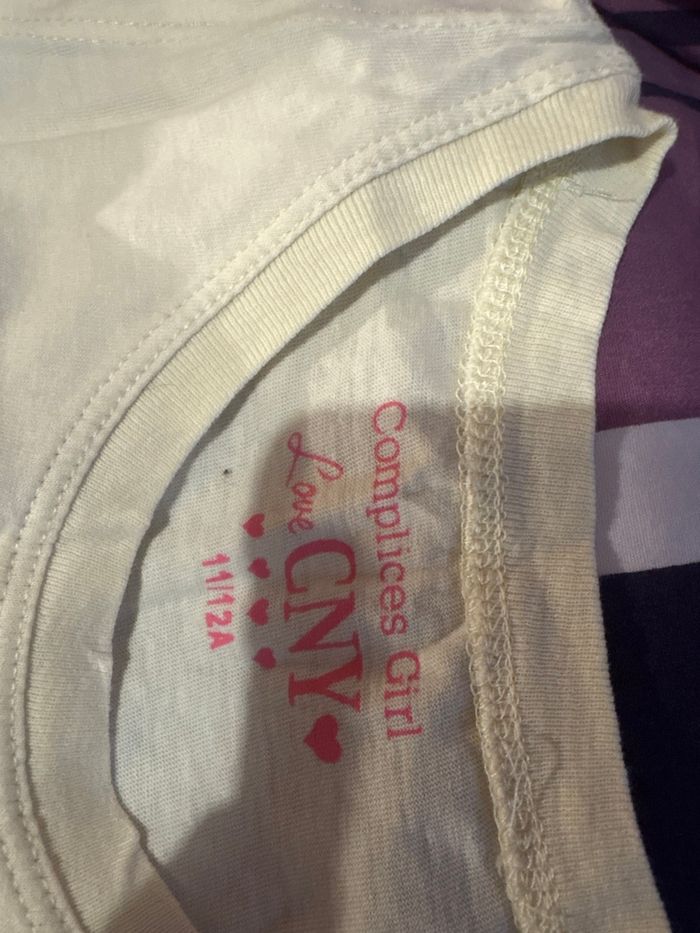 Complices Girl
Love CNY ♥
♥ ♥ ♥ ♥
11/12A